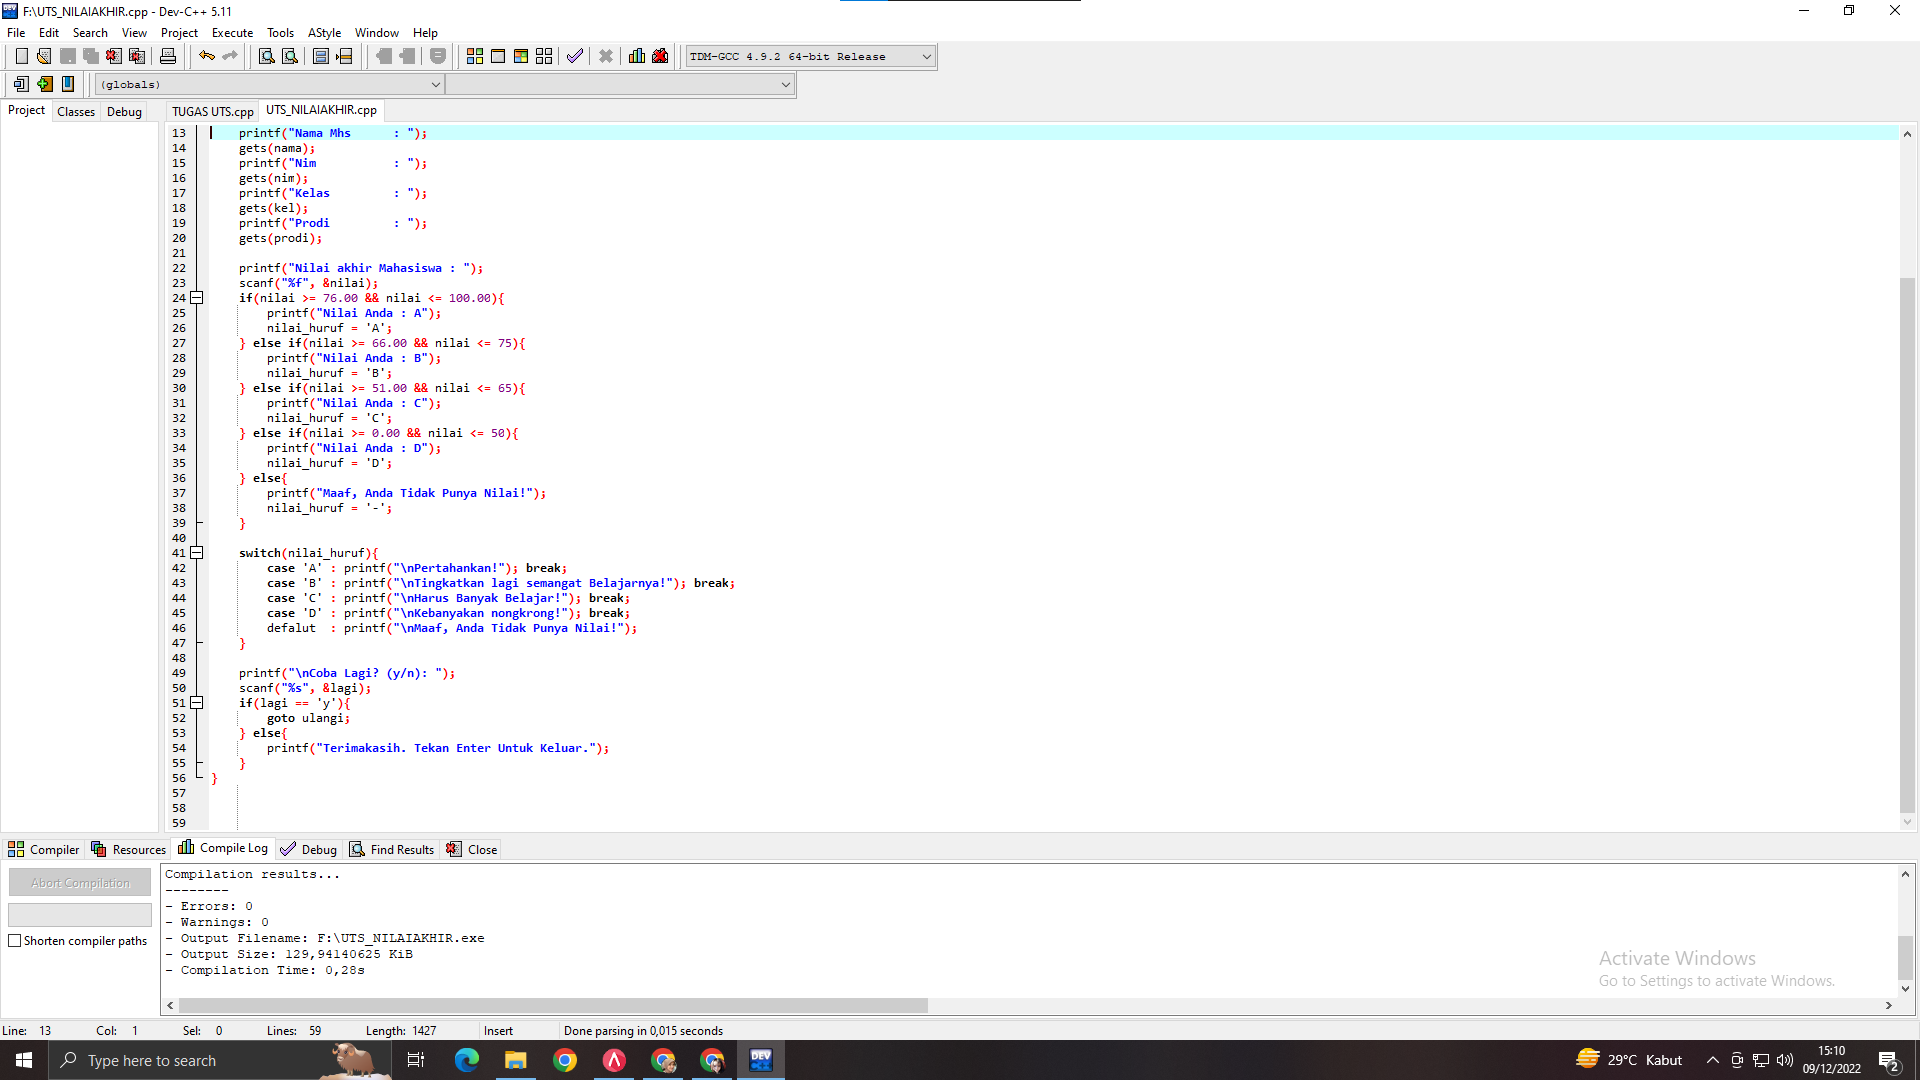 F:\UTS_NILAIAKHIR.cpp - Dev-C++ 5.11
File Edit Search View Project Execute Tools AStyle Window Help
TDM-GCC 4.9.2 64-bit Release
(globals)
Project Classes Debug TUGAS UTS.cpp UTS_NILAIAKHIR.cpp
13 printf("Nama Mhs      : ");
14 gets(nama);
15 printf("Nim           : ");
16 gets(nim);
17 printf("Kelas         : ");
18 gets(kel);
19 printf("Prodi         : ");
20 gets(prodi);
21
22 printf("Nilai akhir Mahasiswa : ");
23 scanf("%f", &nilai);
24 if(nilai >= 76.00 && nilai <= 100.00){
25 printf("Nilai Anda : A");
26 nilai_huruf = 'A';
27 } else if(nilai >= 66.00 && nilai <= 75){
28 printf("Nilai Anda : B");
29 nilai_huruf = 'B';
30 } else if(nilai >= 51.00 && nilai <= 65){
31 printf("Nilai Anda : C");
32 nilai_huruf = 'C';
33 } else if(nilai >= 0.00 && nilai <= 50){
34 printf("Nilai Anda : D");
35 nilai_huruf = 'D';
36 } else{
37 printf("Maaf, Anda Tidak Punya Nilai!");
38 nilai_huruf = '-';
39 }
40
41 switch(nilai_huruf){
42 case 'A' : printf("\nPertahankan!"); break;
43 case 'B' : printf("\nTingkatkan lagi semangat Belajarnya!"); break;
44 case 'C' : printf("\nHarus Banyak Belajar!"); break;
45 case 'D' : printf("\nKebanyakan nongkrong!"); break;
46 defalut  : printf("\nMaaf, Anda Tidak Punya Nilai!");
47 }
48
49 printf("\nCoba Lagi? (y/n): ");
50 scanf("%s", &lagi);
51 if(lagi == 'y'){
52 goto ulangi;
53 } else{
54 printf("Terimakasih. Tekan Enter Untuk Keluar.");
55 }
56 }
57
58
59
Compiler Resources Compile Log Debug Find Results Close
Abort Compilation
Shorten compiler paths
Compilation results...
--------
- Errors: 0
- Warnings: 0
- Output Filename: F:\UTS_NILAIAKHIR.exe
- Output Size: 129,94140625 KiB
- Compilation Time: 0,28s
Activate Windows
Go to Settings to activate Windows.
Line: 13 Col: 1 Sel: 0 Lines: 59 Length: 1427 Insert Done parsing in 0,015 seconds
Type here to search
DEV
29°C Kabut
15:10
09/12/2022
2